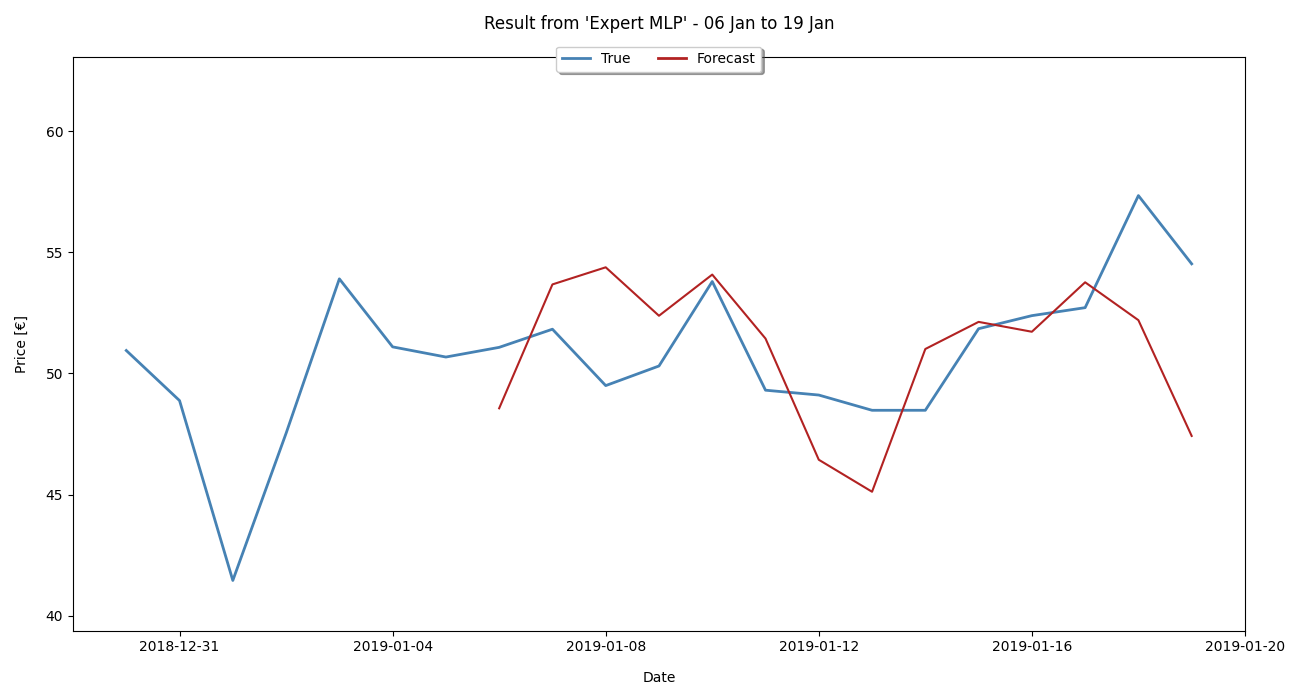 Result from 'Expert MLP' - 06 Jan to 19 Jan
True Forecast
60
55
50
45
40
Price [€]
2018-12-31 2019-01-04 2019-01-08 2019-01-12 2019-01-16 2019-01-20
Date